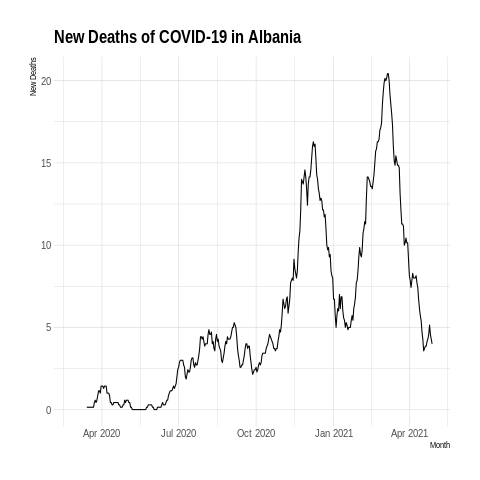 New Deaths of COVID-19 in Albania
New Deaths
20
15
10
5
0
Apr 2020 Jul 2020 Oct 2020 Jan 2021 Apr 2021
Month